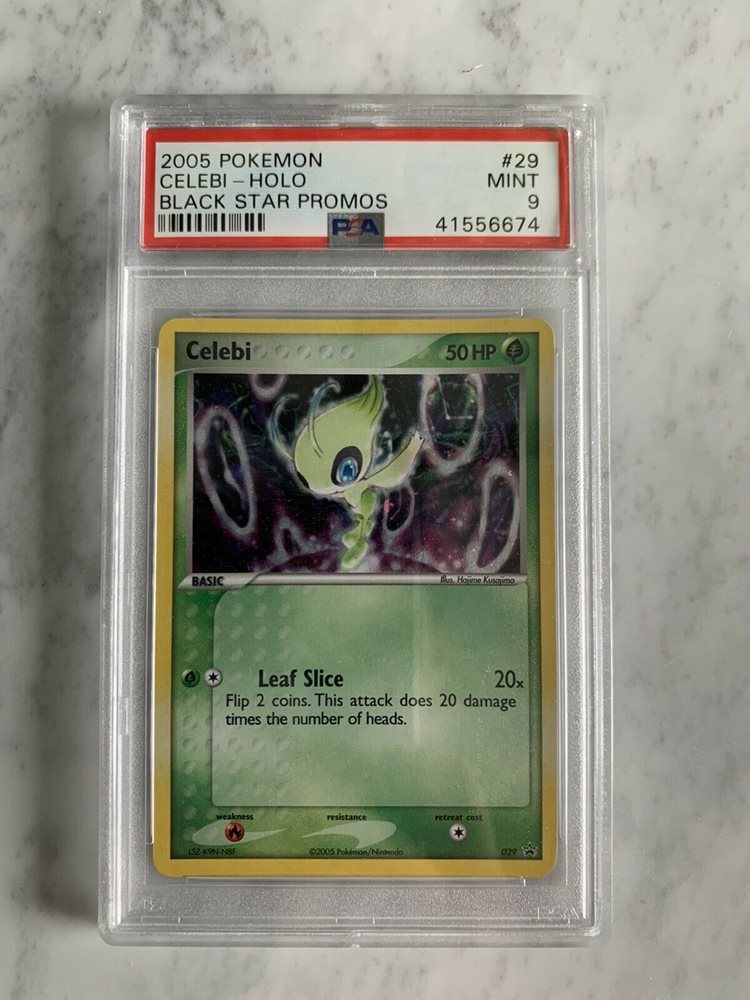 2005 POKEMON #29
CELEBI – HOLO MINT
BLACK STAR PROMOS 9
PSA 41556674
Celebi 50 HP
BASIC Illus. Hajime Kusajima
Leaf Slice 20x
Flip 2 coins. This attack does 20 damage
times the number of heads.
weakness resistance retreat cost
LSZ-K9N-N8F ©2005 Pokémon/Nintendo 029